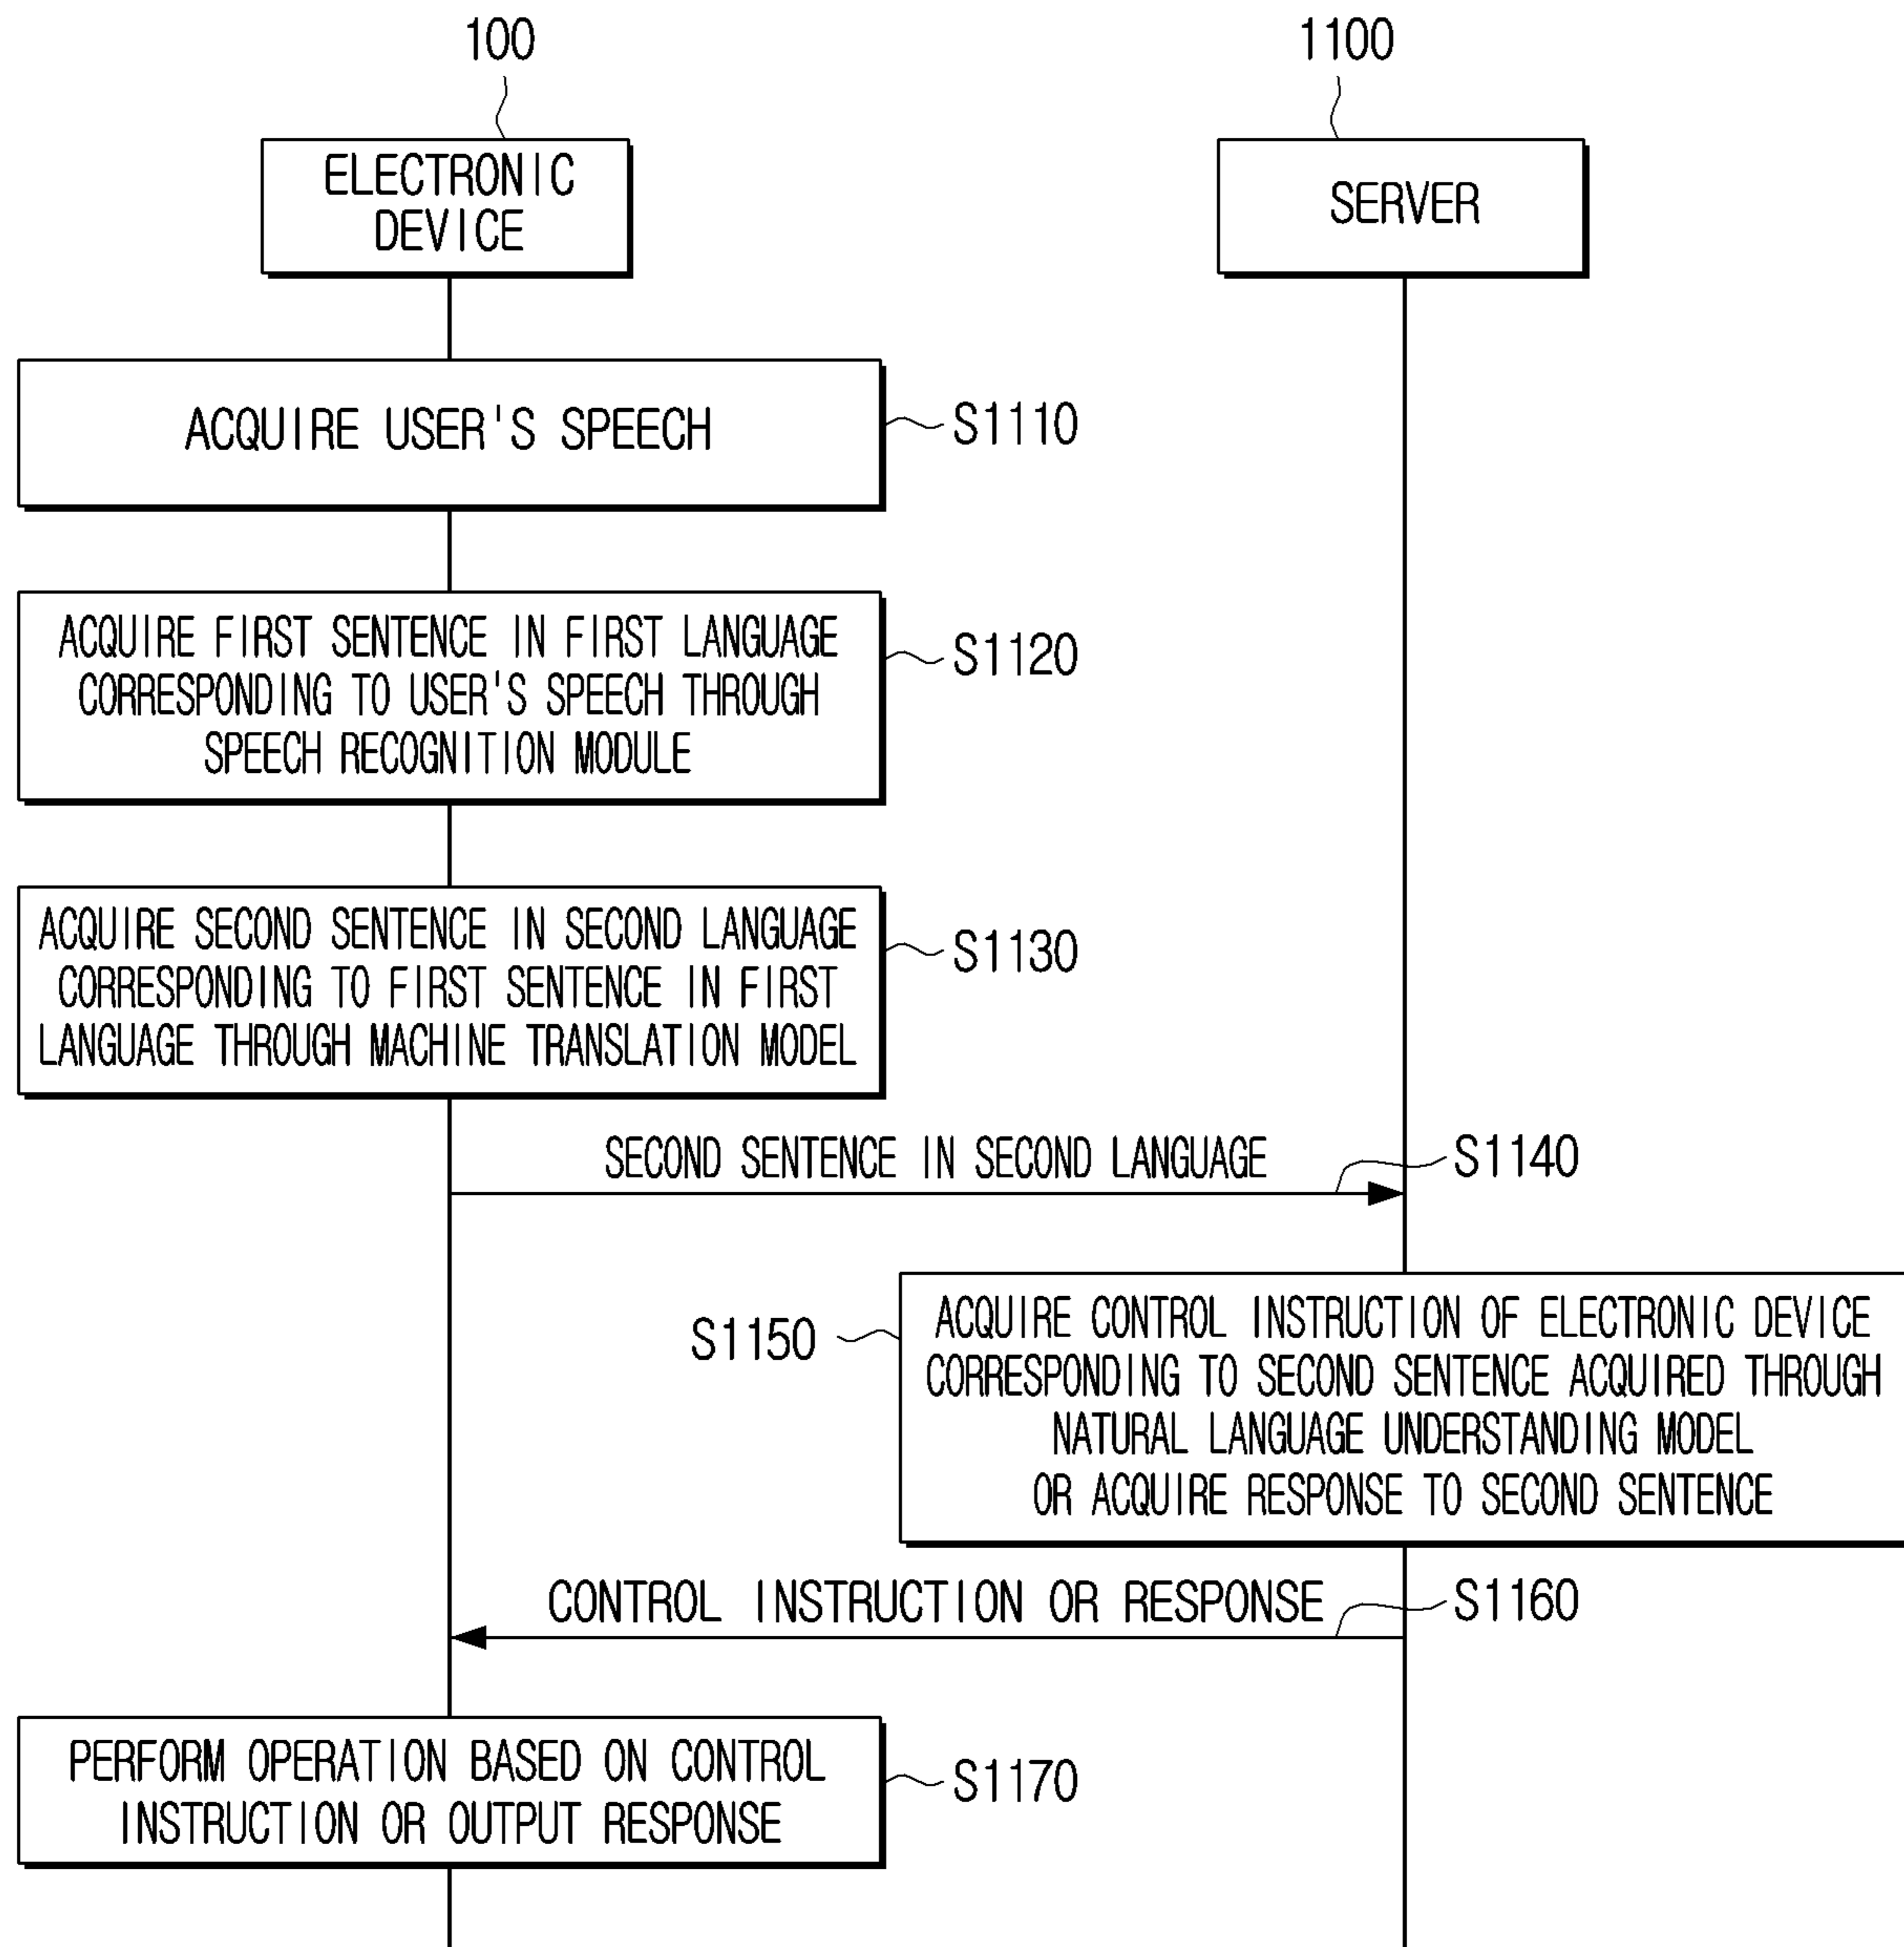 100
1100
ELECTRONIC
DEVICE
SERVER
ACQUIRE USER'S SPEECH
S1110
ACQUIRE FIRST SENTENCE IN FIRST LANGUAGE
CORRESPONDING TO USER'S SPEECH THROUGH
SPEECH RECOGNITION MODULE
S1120
ACQUIRE SECOND SENTENCE IN SECOND LANGUAGE
CORRESPONDING TO FIRST SENTENCE IN FIRST
LANGUAGE THROUGH MACHINE TRANSLATION MODEL
S1130
SECOND SENTENCE IN SECOND LANGUAGE
S1140
S1150
ACQUIRE CONTROL INSTRUCTION OF ELECTRONIC DEVICE
CORRESPONDING TO SECOND SENTENCE ACQUIRED THROUGH
NATURAL LANGUAGE UNDERSTANDING MODEL
OR ACQUIRE RESPONSE TO SECOND SENTENCE
CONTROL INSTRUCTION OR RESPONSE
S1160
PERFORM OPERATION BASED ON CONTROL
INSTRUCTION OR OUTPUT RESPONSE
S1170